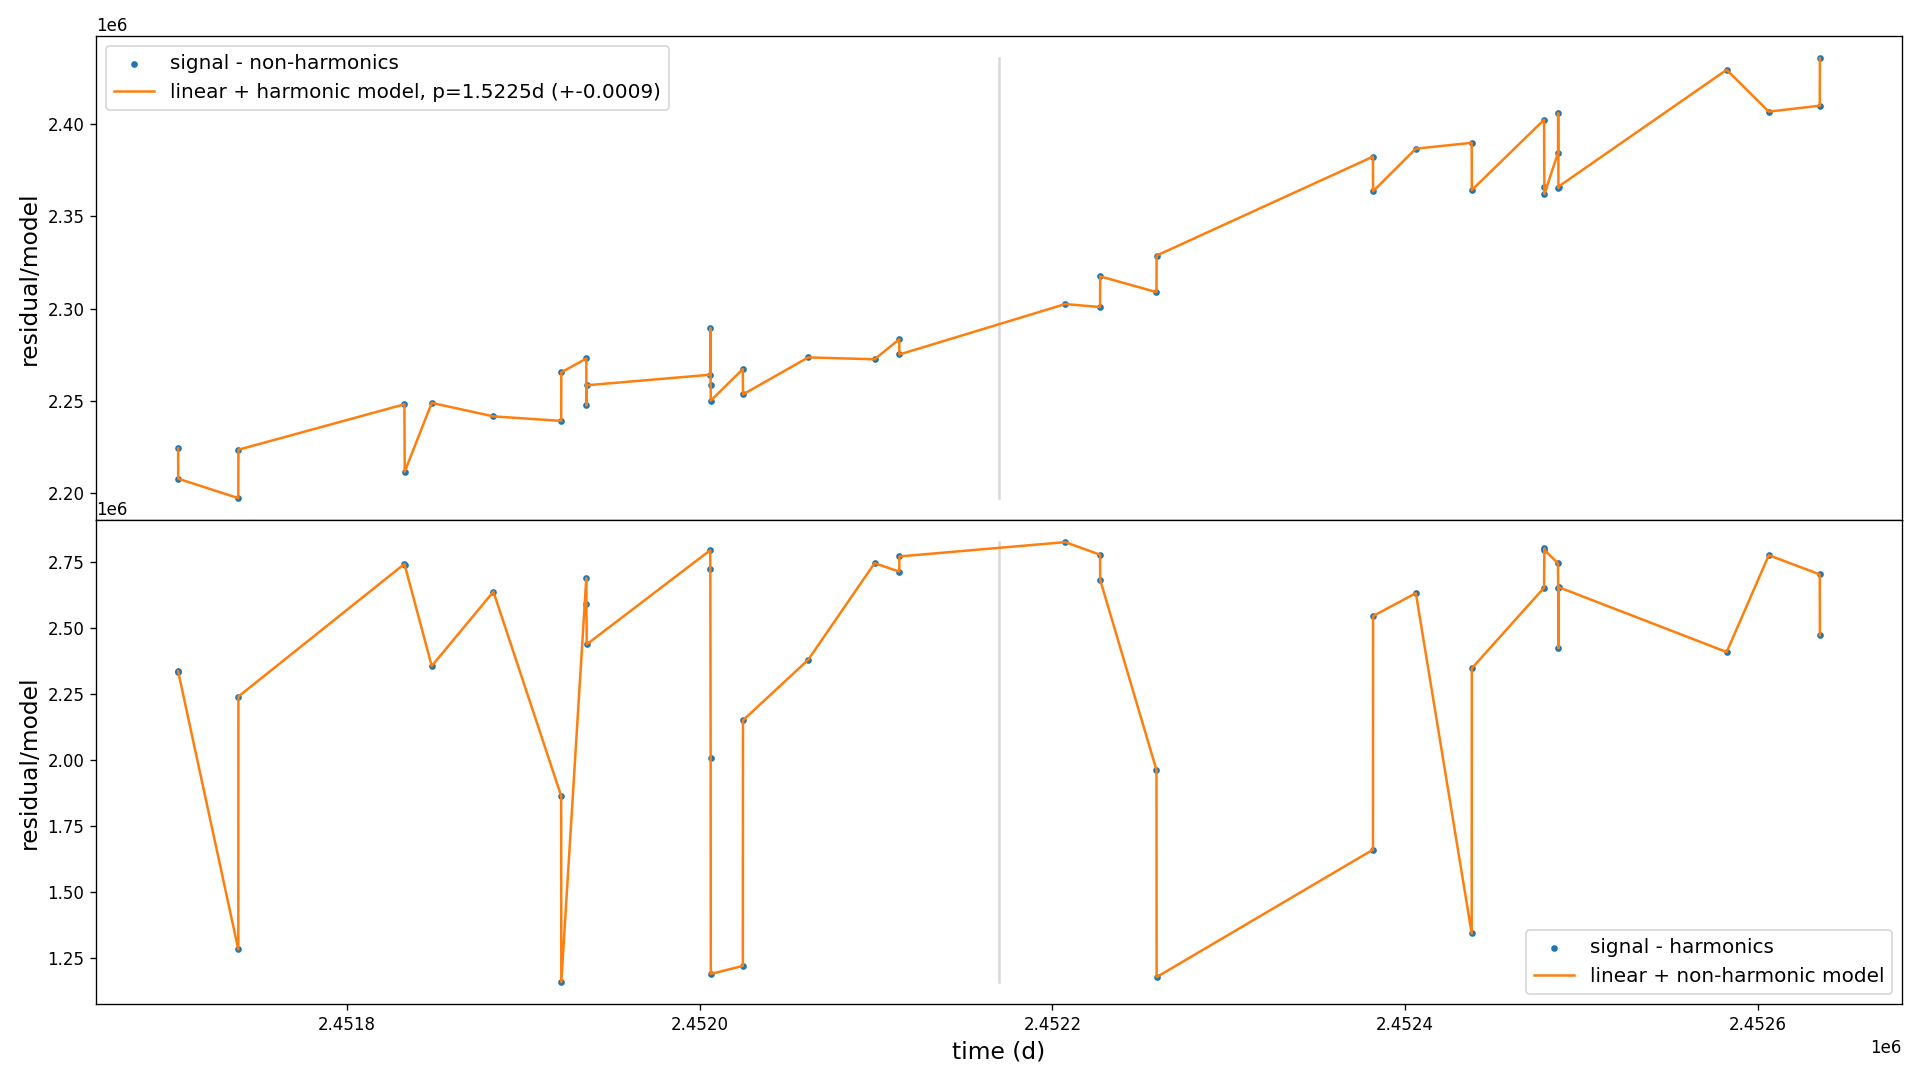 1e6
signal - non-harmonics
linear + harmonic model, p=1.5225d (+-0.0009)
residual/model
2.40
2.35
2.30
2.25
2.20
1e6
residual/model
2.75
2.50
2.25
2.00
1.75
1.50
1.25
signal - harmonics
linear + non-harmonic model
2.4518 2.4520 2.4522 2.4524 2.4526
time (d)
1e6